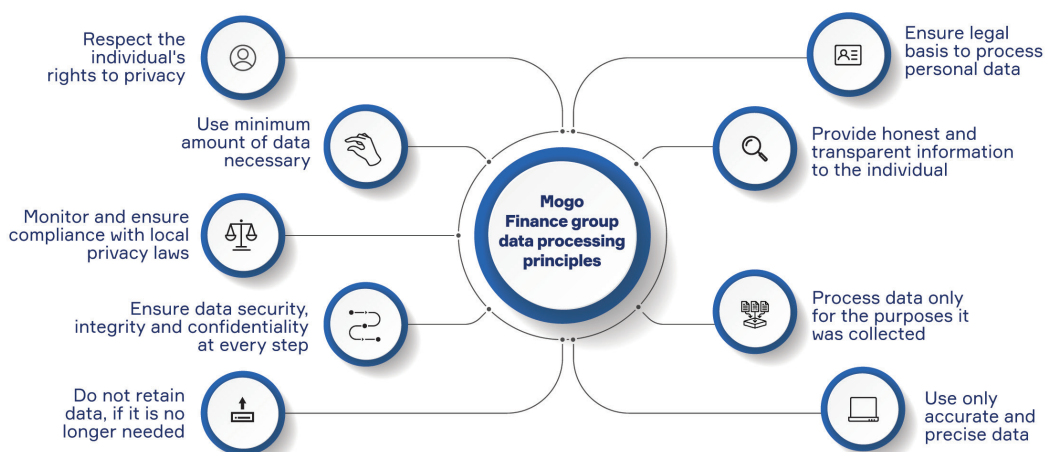 Respect the
individual's
rights to privacy
Use minimum
amount of data
necessary
Monitor and ensure
compliance with local
privacy laws
Ensure data security,
integrity and confidentiality
at every step
Do not retain
data, if it is no
longer needed
Mogo
Finance group
data processing
principles
Ensure legal
basis to process
personal data
Provide honest and
transparent information
to the individual
Process data only
for the purposes it
was collected
Use only
accurate and
precise data